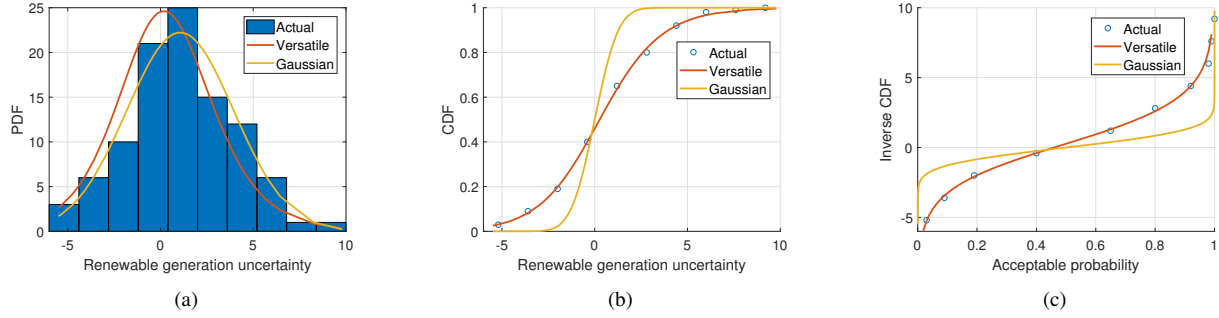 25
20
15
10
5
0
PDF
-5
0
5
10
Renewable generation uncertainty
Actual
Versatile
Gaussian
(a)
1
0.8
0.6
0.4
0.2
0
CDF
-5
0
5
10
Renewable generation uncertainty
Actual
Versatile
Gaussian
(b)
10
5
0
-5
Inverse CDF
0
0.2
0.4
0.6
0.8
1
Acceptable probability
Actual
Versatile
Gaussian
(c)